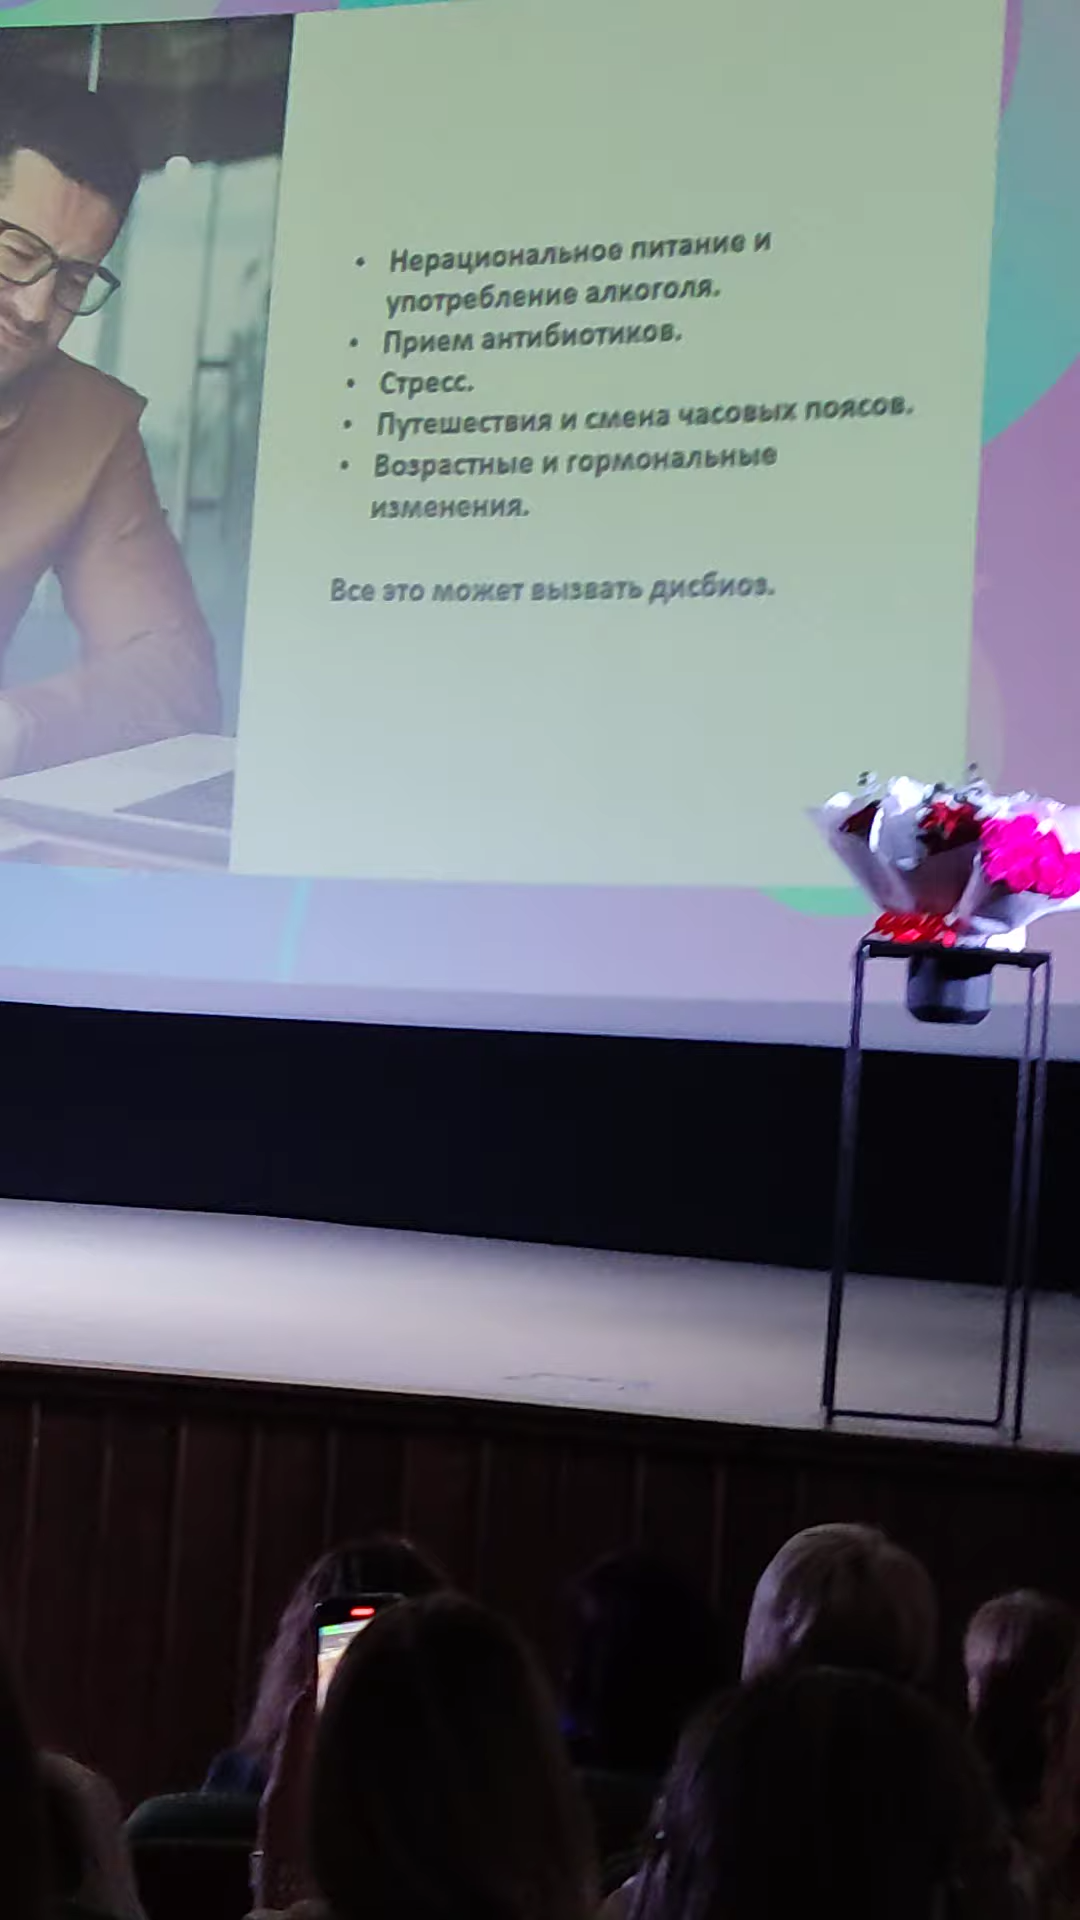 • Нерациональное питание и
употребление алкоголя.
• Прием антибиотиков.
• Стресс.
• Путешествия и смена часовых поясов.
• Возрастные и гормональные
изменения.
Все это может вызвать дисбиоз.